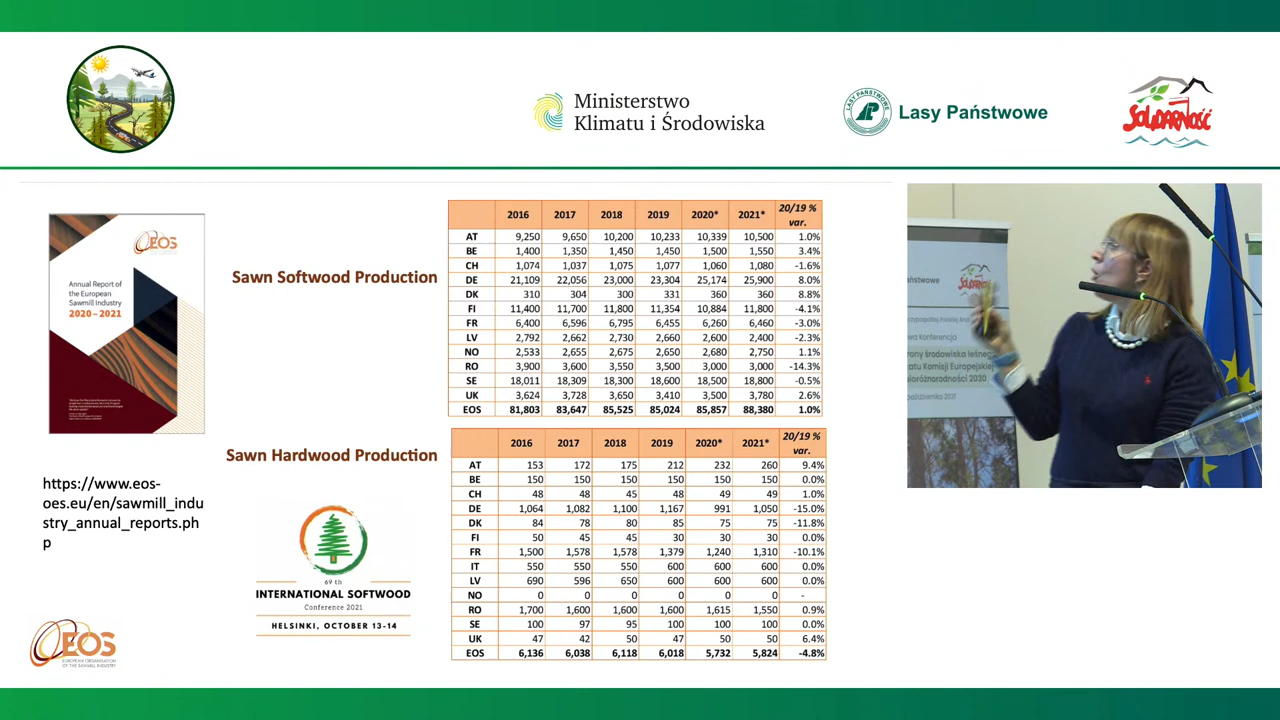 Ministerstwo
Klimatu i Środowiska
LASY PAŃSTWOWE
Lasy Państwowe
SOLIDARNOŚĆ
EOS
Annual Report of
the European
Sawmill Industry
2020 – 2021
https://www.eos-
oes.eu/en/sawmill_indu
stry_annual_reports.ph
p
EOS
EUROPEAN ORGANISATION
OF THE SAWMILL INDUSTRY
Sawn Softwood Production
2016 2017 2018 2019 2020* 2021* 20/19 % var.
AT 9,250 9,650 10,200 10,233 10,339 10,500 1.0%
BE 1,400 1,350 1,450 1,450 1,500 1,550 3.4%
CH 1,074 1,037 1,075 1,077 1,060 1,080 -1.6%
DE 21,109 22,056 23,000 23,304 25,174 25,900 8.0%
DK 310 304 300 331 360 360 8.8%
FI 11,400 11,700 11,800 11,354 10,884 11,800 -4.1%
FR 6,400 6,596 6,795 6,455 6,260 6,460 -3.0%
LV 2,792 2,662 2,730 2,660 2,600 2,400 -2.3%
NO 2,533 2,655 2,675 2,650 2,680 2,750 1.1%
RO 3,900 3,600 3,550 3,500 3,000 3,000 -14.3%
SE 18,011 18,309 18,300 18,600 18,500 18,800 -0.5%
UK 3,623 3,728 3,650 3,410 3,500 3,780 2.6%
EOS 81,803 83,647 85,525 85,024 85,857 88,380 1.0%
Sawn Hardwood Production
2016 2017 2018 2019 2020* 2021* 20/19 % var.
AT 153 172 175 212 232 260 9.4%
BE 150 150 150 150 150 150 0.0%
CH 48 48 45 48 49 49 1.0%
DE 1,064 1,082 1,100 1,167 991 1,050 -15.0%
DK 84 78 80 85 75 75 -11.8%
FI 50 45 45 30 30 30 0.0%
FR 1,500 1,578 1,578 1,379 1,240 1,310 -10.1%
IT 550 550 550 600 600 600 0.0%
LV 690 596 650 600 600 600 0.0%
NO 0 0 0 0 0 0 -
RO 1,700 1,600 1,600 1,600 1,615 1,550 0.9%
SE 100 97 95 100 100 100 0.0%
UK 47 42 50 47 50 50 6.4%
EOS 6,136 6,038 6,118 6,018 5,732 5,824 -4.8%
69 th
INTERNATIONAL SOFTWOOD
Conference 2021
HELSINKI, OCTOBER 13-14
Państwowe
SOLIDARNOŚĆ
Konferencja
rony środowiska leśneg
tatu Komisji Europejskiej
bioróżnorodności 2030
października 2021